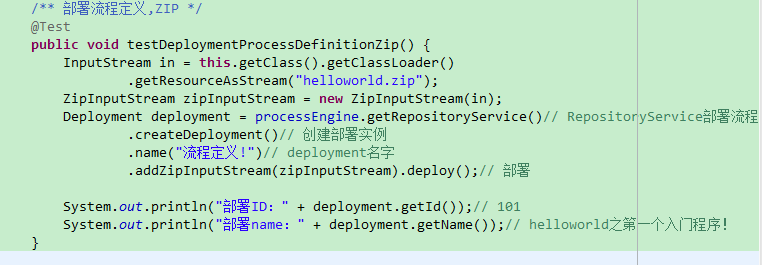 /** 部署流程定义,ZIP */
@Test
public void testDeploymentProcessDefinitionZip() {
InputStream in = this.getClass().getClassLoader()
.getResourceAsStream("helloworld.zip");
ZipInputStream zipInputStream = new ZipInputStream(in);
Deployment deployment = processEngine.getRepositoryService()// RepositoryService部署流程
.createDeployment()// 创建部署实例
.name("流程定义!")// deployment名字
.addZipInputStream(zipInputStream).deploy();// 部署
System.out.println("部署ID：" + deployment.getId());// 101
System.out.println("部署name：" + deployment.getName());// helloworld之第一个入门程序!
}